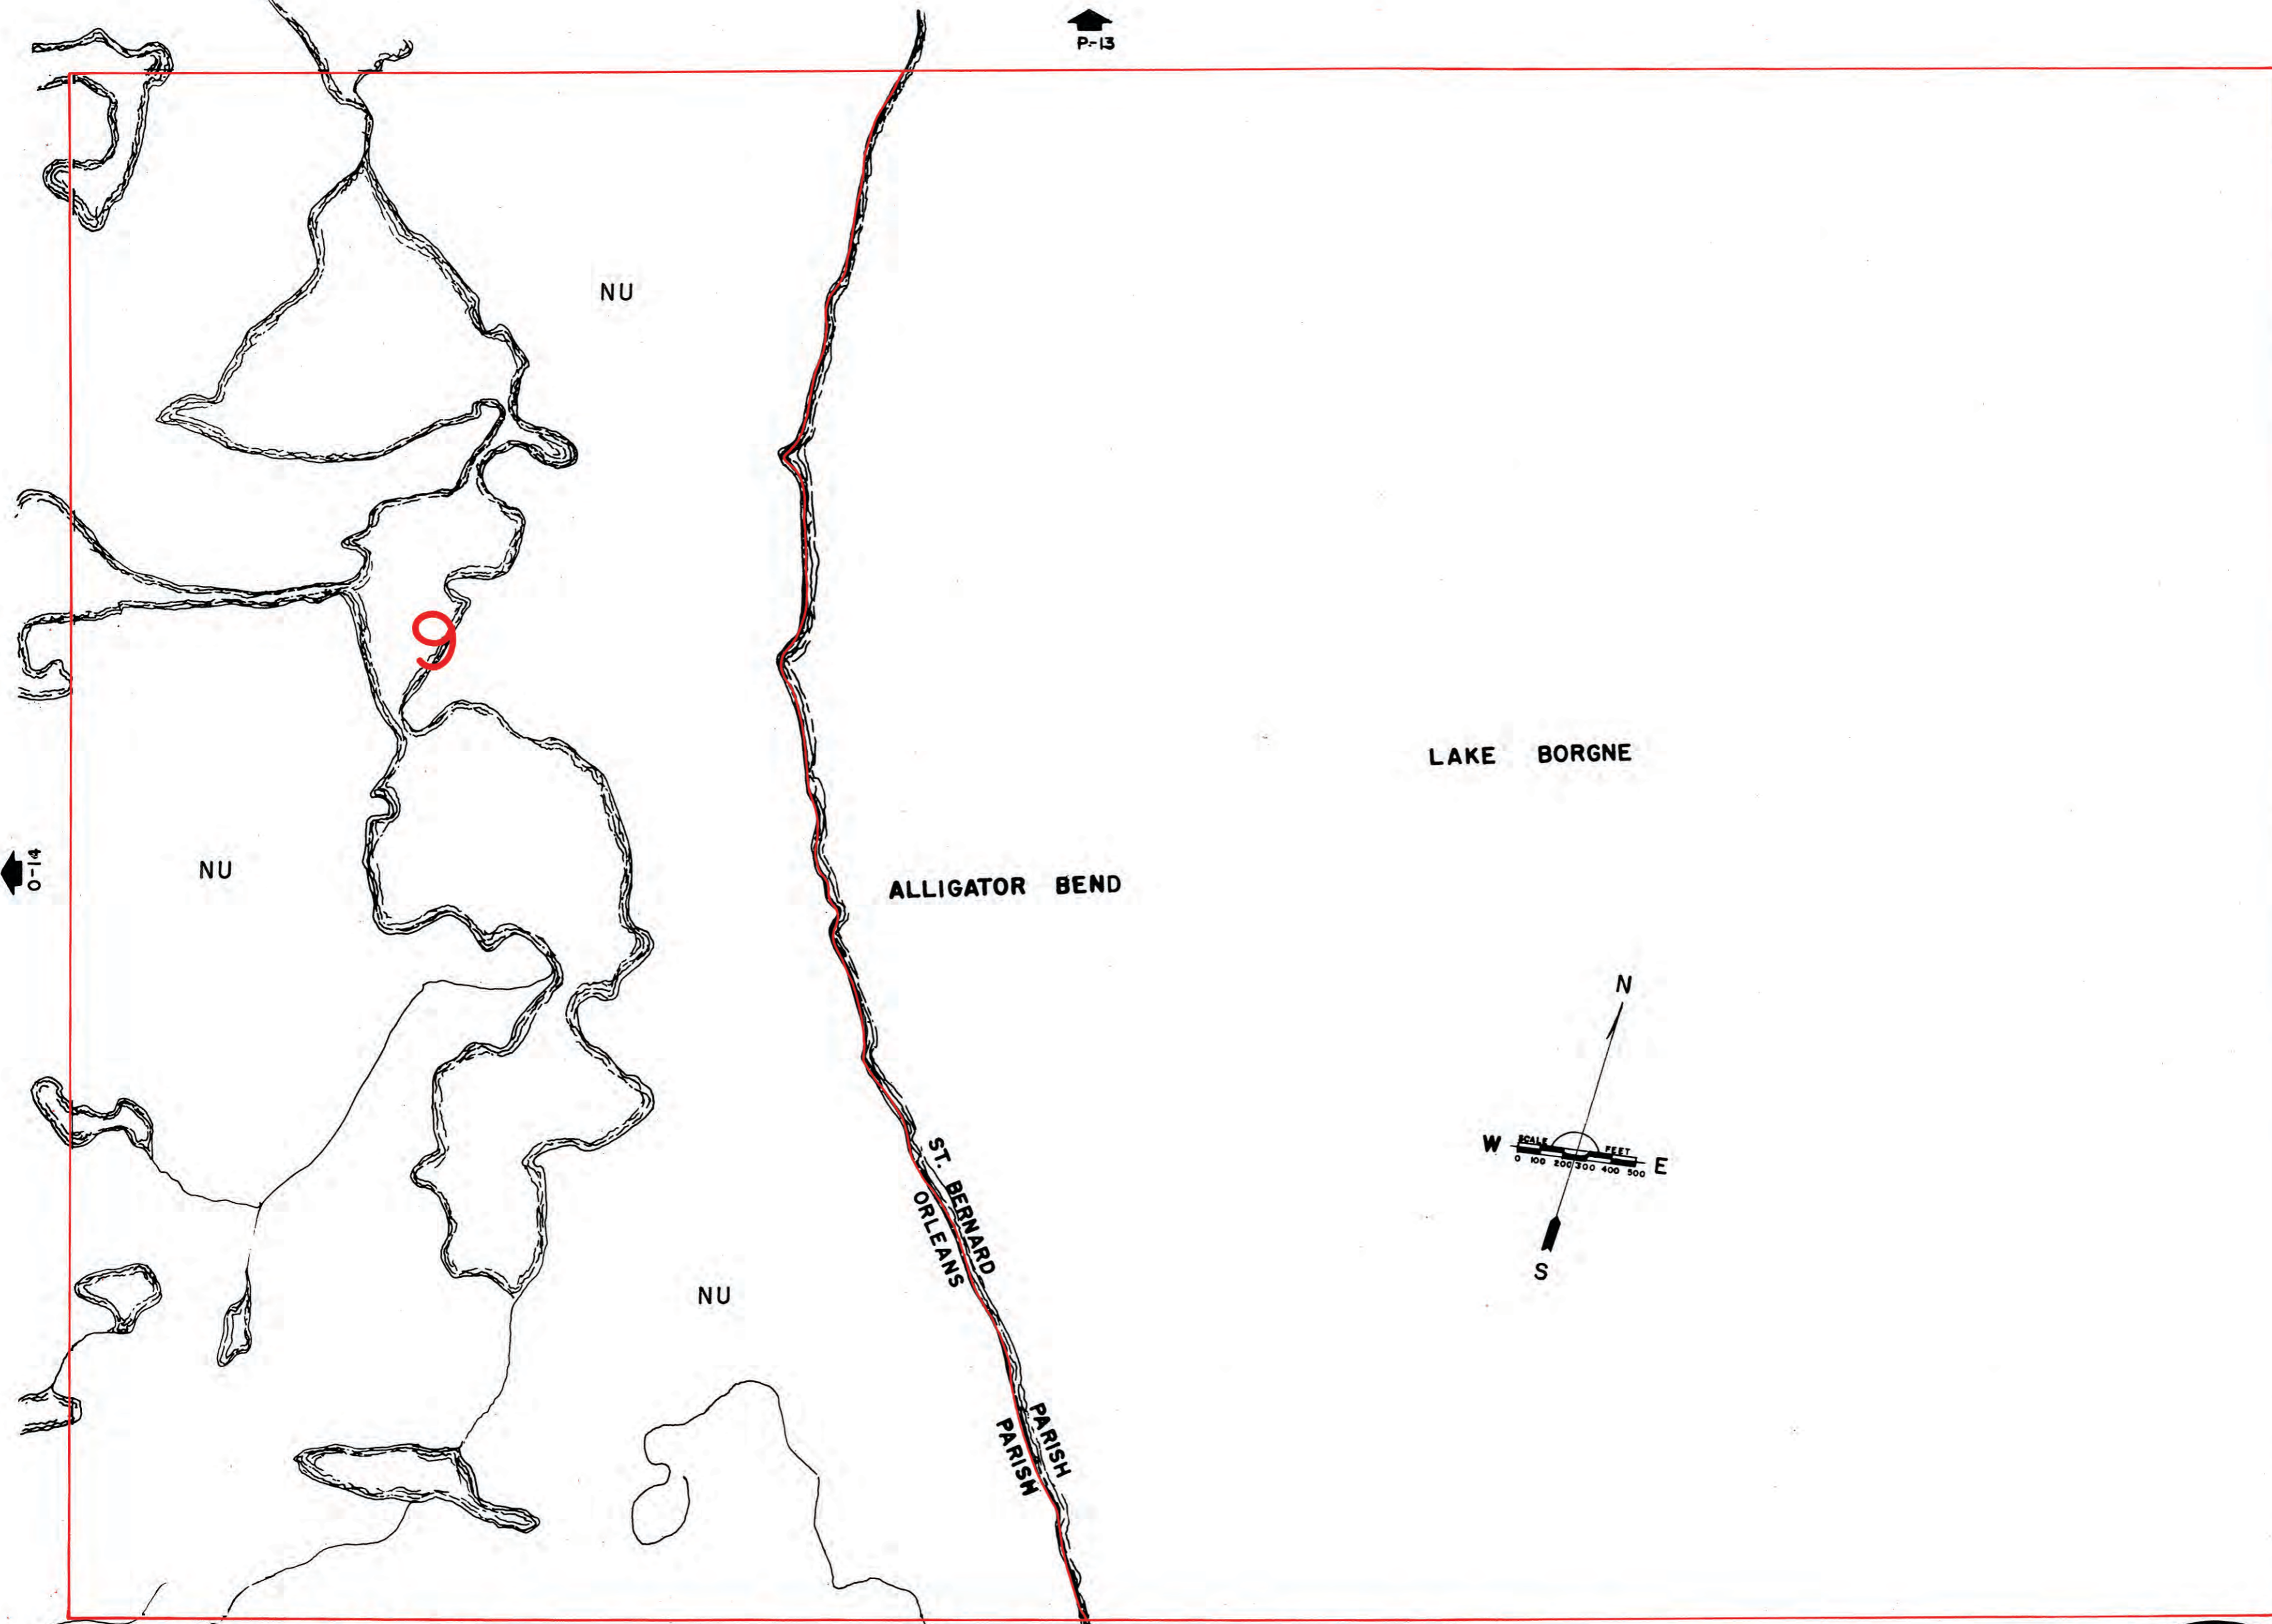 P-13
NU
9
LAKE BORGNE
O-14
NU
ALLIGATOR BEND
N
W
SCALE FEET
0 100 200 300 400 500
E
S
ST. BERNARD
ORLEANS
NU
PARISH
PARISH